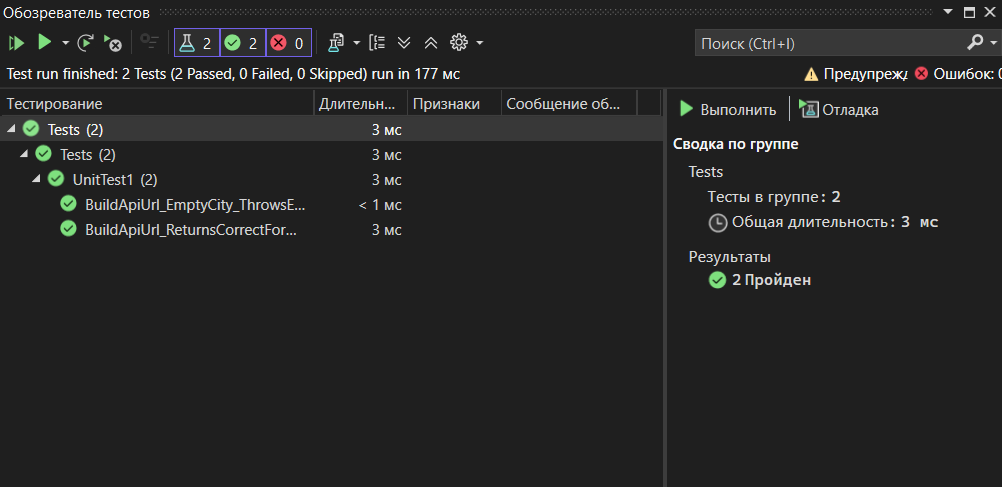 Обозреватель тестов
2 2 0
Поиск (Ctrl+I)
Test run finished: 2 Tests (2 Passed, 0 Failed, 0 Skipped) run in 177 мс
Предупрежд Ошибок: 0
Тестирование Длительн... Признаки Сообщение об...
Tests (2) 3 мс
Tests (2) 3 мс
UnitTest1 (2) 3 мс
BuildApiUrl_EmptyCity_ThrowsE... < 1 мс
BuildApiUrl_ReturnsCorrectFor... 3 мс
Выполнить Отладка
Сводка по группе
Tests
Тесты в группе: 2
Общая длительность: 3 мс
Результаты
2 Пройден